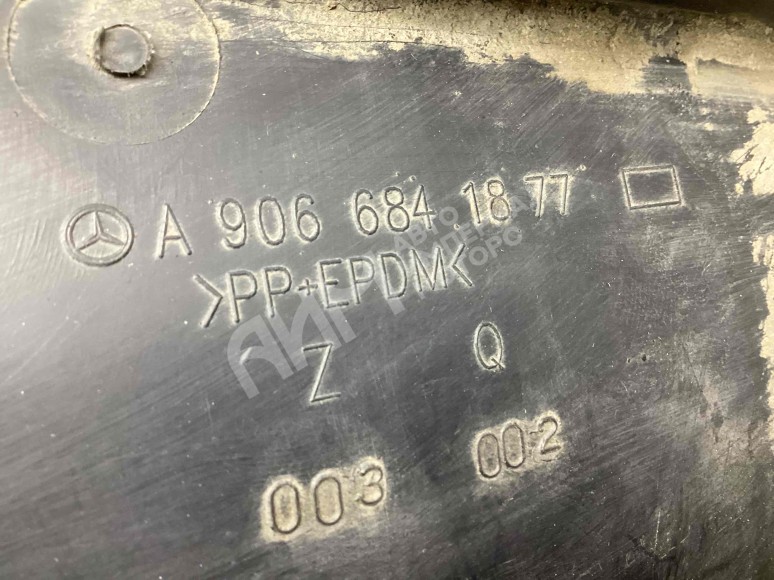 A 906 684 18 77
>PP+EPDM<
Z Q
003 002